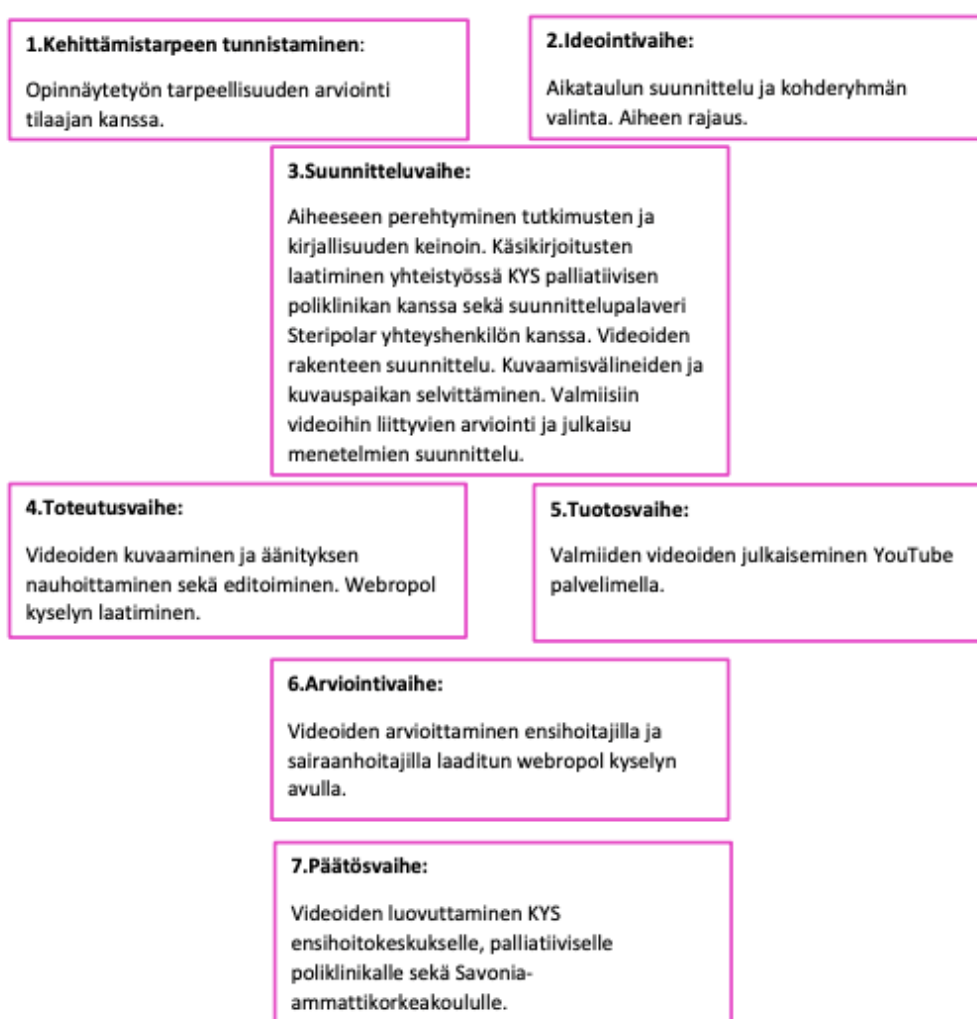 1.Kehittämistarpeen tunnistaminen:
Opinnäytetyön tarpeellisuuden arviointi
tilaajan kanssa.
2.Ideointivaihe:
Aikataulun suunnittelu ja kohderyhmän
valinta. Aiheen rajaus.
3.Suunnitteluvaihe:
Aiheeseen perehtyminen tutkimusten ja
kirjallisuuden keinoin. Käsikirjoitusten
laatiminen yhteistyössä KYS palliatiivisen
poliklinikan kanssa sekä suunnittelupalaveri
Steripolar yhteyshenkilön kanssa. Videoiden
rakenteen suunnittelu. Kuvaamisvälineiden ja
kuvauspaikan selvittäminen. Valmiisiin
videoihin liittyvien arviointi ja julkaisu
menetelmien suunnittelu.
4.Toteutusvaihe:
Videoiden kuvaaminen ja äänityksen
nauhoittaminen sekä editoiminen. Webropol
kyselyn laatiminen.
5.Tuotosvaihe:
Valmiiden videoiden julkaiseminen YouTube
palvelimella.
6.Arviointivaihe:
Videoiden arvioittaminen ensihoitajilla ja
sairaanhoitajilla laaditun webropol kyselyn
avulla.
7.Päätösvaihe:
Videoiden luovuttaminen KYS
ensihoitokeskukselle, palliatiiviselle
poliklinikalle sekä Savonia-
ammattikorkeakoululle.